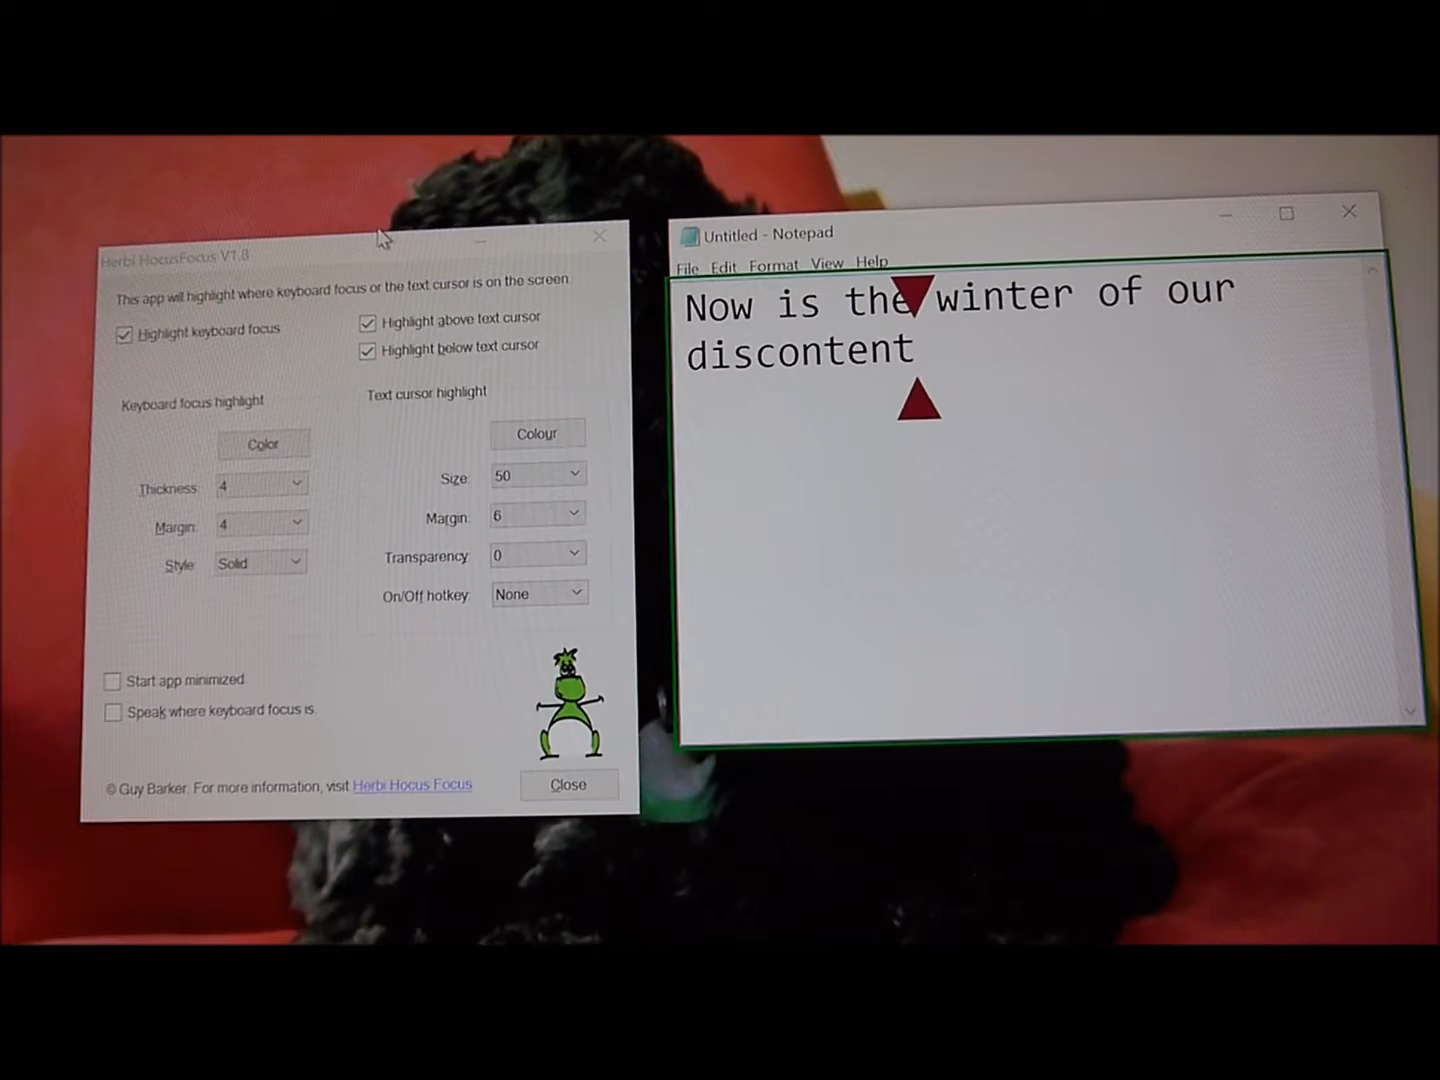 Herbi HocusFocus V1.8
This app will highlight where keyboard focus or the text cursor is on the screen
Highlight keyboard focus
Highlight above text cursor
Highlight below text cursor
Keyboard focus highlight
Color
Thickness: 4
Margin: 4
Style: Solid
Text cursor highlight
Colour
Size: 50
Margin: 6
Transparency: 0
On/Off hotkey: None
Start app minimized
Speak where keyboard focus is.
© Guy Barker. For more information, visit Herbi Hocus Focus
Close
Untitled - Notepad
File Edit Format View Help
Now is the winter of our
discontent